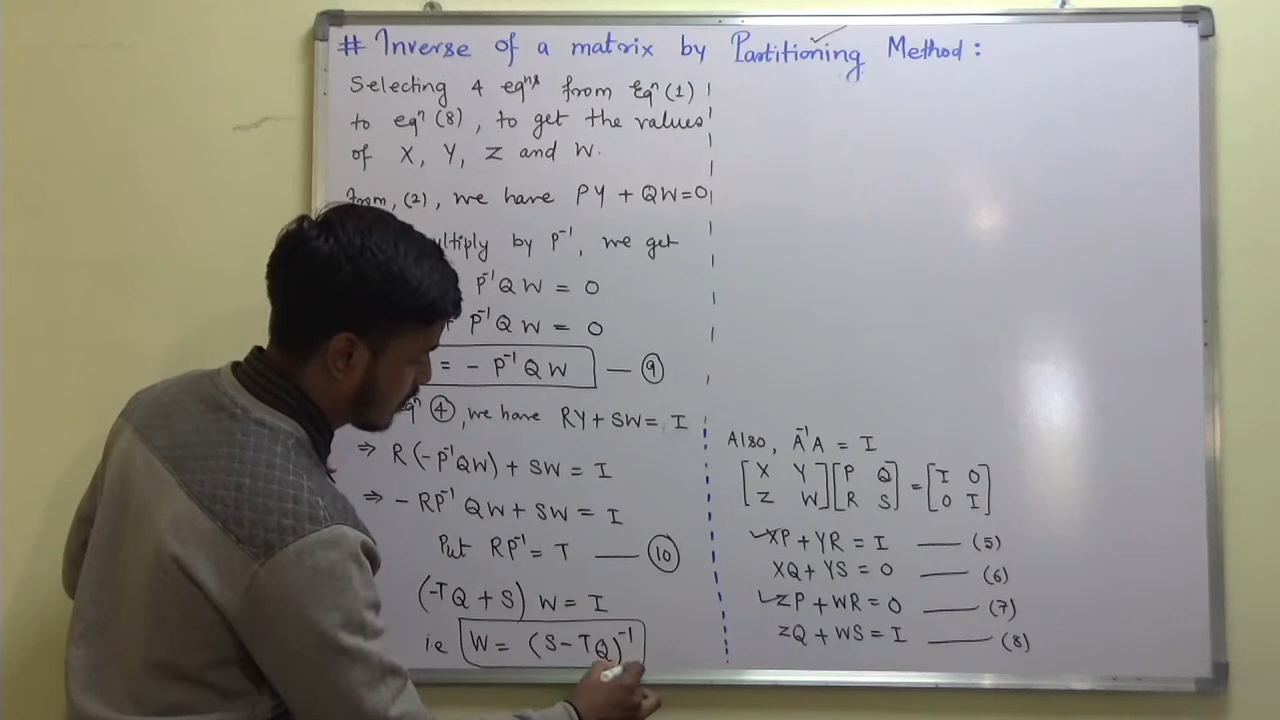 # Inverse of a matrix by Partitioning Method :
Selecting 4 eqⁿˢ from Eqⁿ (1)
to eqⁿ (8), to get the values
of X, Y, Z and W.
From, (2), we have PY + QW=0
by P⁻¹, we get
P⁻¹QW = 0
P⁻¹QW = 0
= - P⁻¹QW — ⑨
④, we have RY + SW = I
⇒ R(-P⁻¹QW) + SW = I
⇒ - RP⁻¹QW + SW = I
Put RP⁻¹ = T — ⑩
(-TQ + S) W = I
ie W = (S-TQ)⁻¹
Also, A⁻¹A = I
[X Y [P Q = [I O
Z W] R S] O I]
XP + YR = I — (5)
XQ + YS = 0 — (6)
ZP + WR = 0 — (7)
ZQ + WS = I — (8)